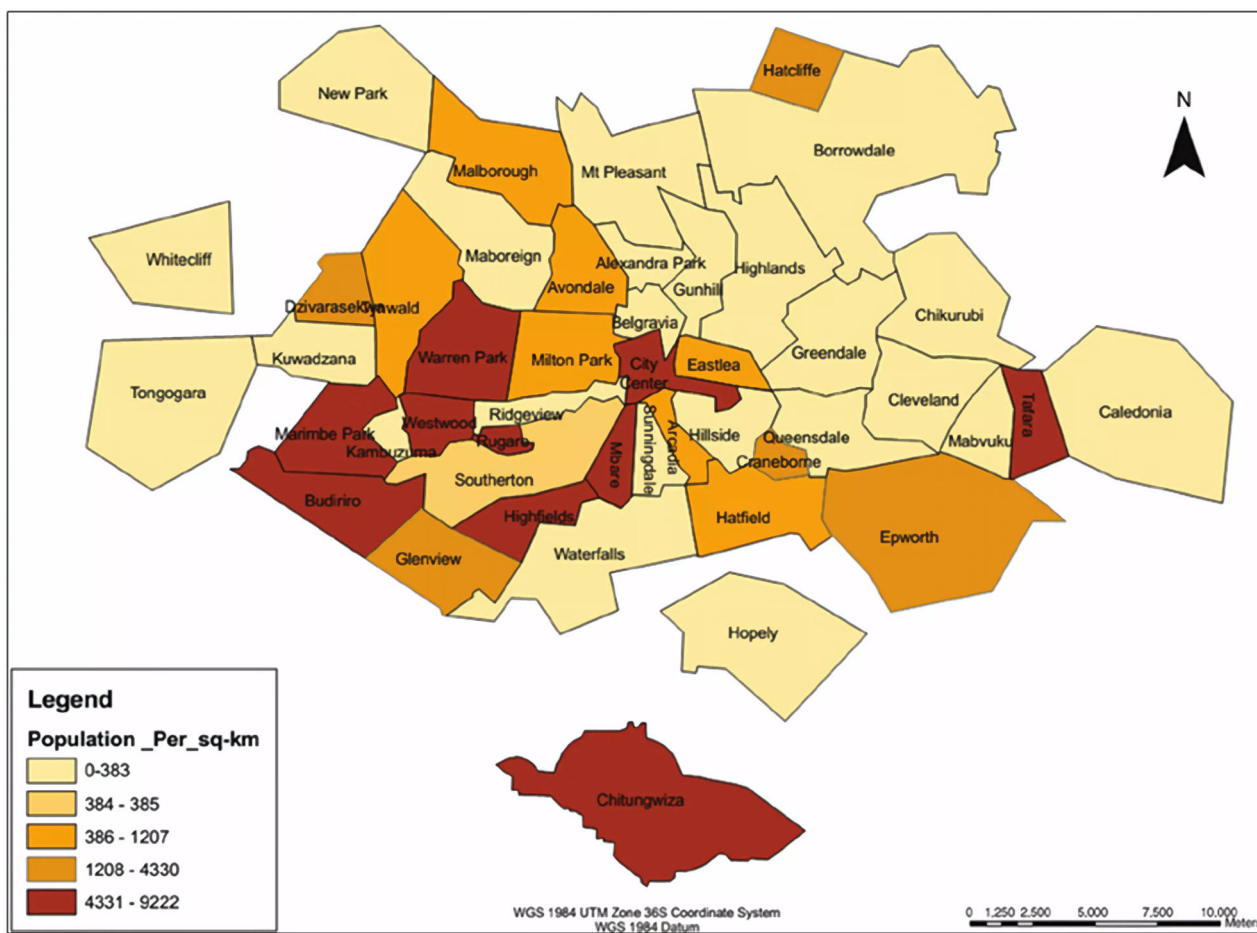 Hatcliffe
New Park
N
Borrowdale
Malborough
Mt Pleasant
Whitecliff
Maboreign
Alexandra Park
Highlands
Avondale
Gunhill
Dzivarasekwa
Tynwald
Belgravia
Chikurubi
Kuwadzana
Warren Park
Milton Park
City
Center
Eastlea
Greendale
Tongogara
Cleveland
Tafara
Caledonia
Ridgeview
Westwood
Sunningdale
Arcadia
Marimbe Park
Rugare
Hillside
Queensdale
Mabvuku
Kambuzuma
Mbare
Craneborne
Southerton
Budiriro
Highfields
Hatfield
Epworth
Glenview
Waterfalls
Hopely
Legend
Population _Per_sq-km
0-383
384 - 385
386 - 1207
1208 - 4330
4331 - 9222
Chitungwiza
WGS 1984 UTM Zone 36S Coordinate System
WGS 1984 Datum
0 1,250 2,500 5,000 7,500 10,000
Meters